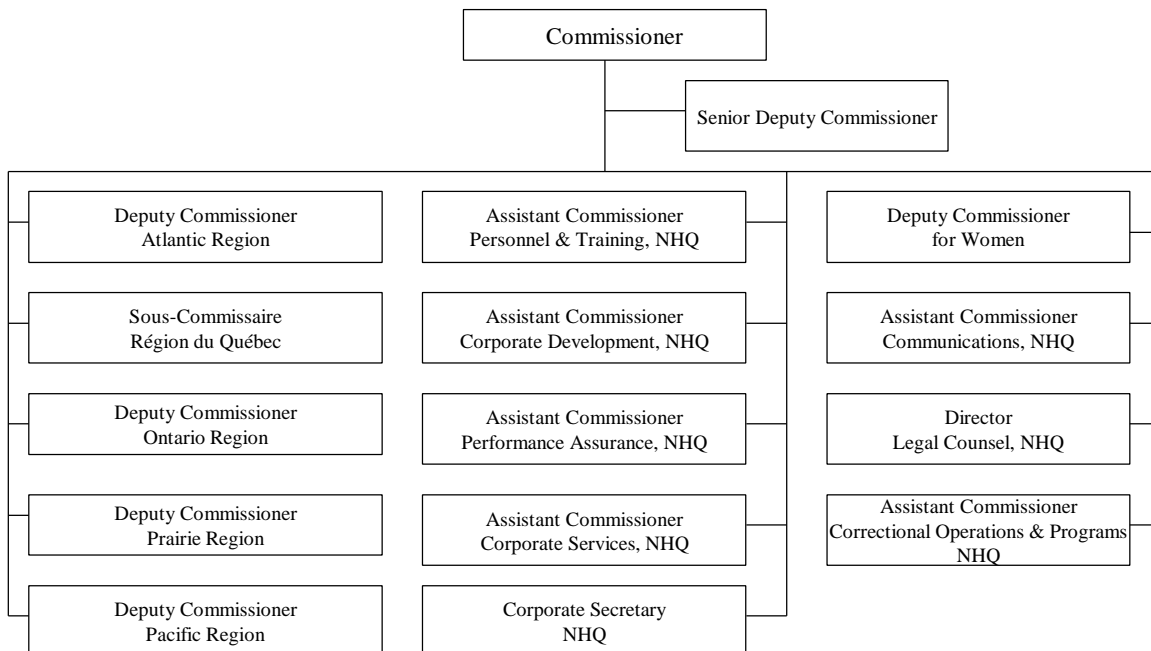 Commissioner
Senior Deputy Commissioner
Deputy Commissioner
Atlantic Region
Sous-Commissaire
Région du Québec
Deputy Commissioner
Ontario Region
Deputy Commissioner
Prairie Region
Deputy Commissioner
Pacific Region
Assistant Commissioner
Personnel & Training, NHQ
Assistant Commissioner
Corporate Development, NHQ
Assistant Commissioner
Performance Assurance, NHQ
Assistant Commissioner
Corporate Services, NHQ
Corporate Secretary
NHQ
Deputy Commissioner
for Women
Assistant Commissioner
Communications, NHQ
Director
Legal Counsel, NHQ
Assistant Commissioner
Correctional Operations & Programs
NHQ